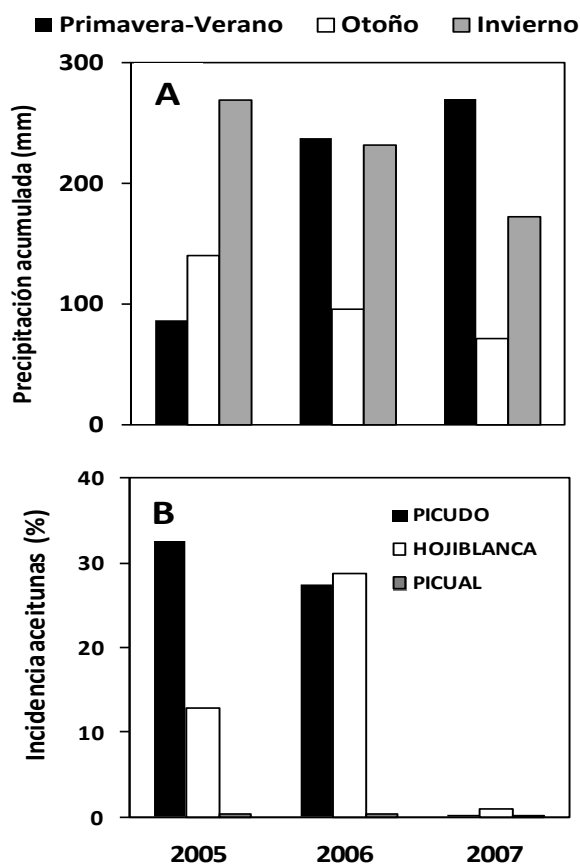 Primavera-Verano Otoño Invierno
A
Precipitación acumulada (mm)
300
200
100
0
B
PICUDO
HOJIBLANCA
PICUAL
Incidencia aceitunas (%)
40
30
20
10
0
2005 2006 2007